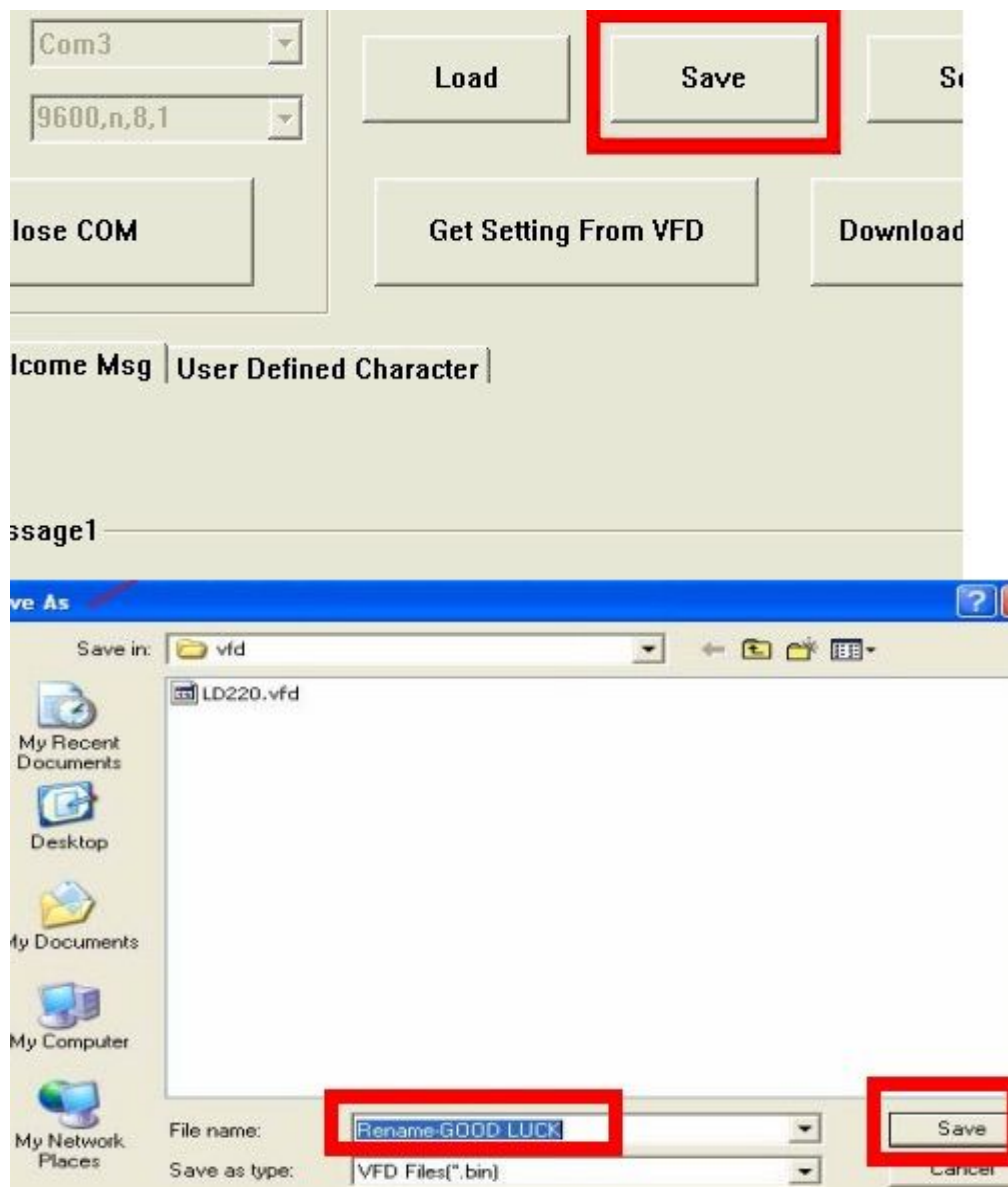 Com3
Load
Save
9600,n,8,1
lose COM
Get Setting From VFD
Download
lcome Msg
User Defined Character
ssage1
ve As
Save in:
vfd
LD220.vfd
My Recent
Documents
Desktop
My Documents
My Computer
My Network
Places
File name:
Rename-GOOD LUCK
Save
Save as type:
VFD Files(*.bin)
Cancel